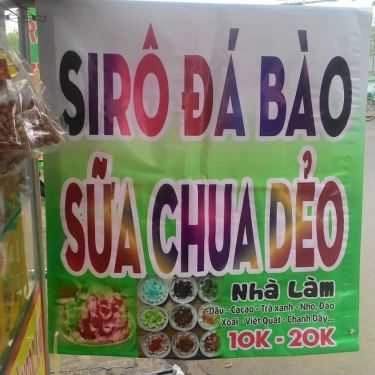 SIRÔ ĐÁ BÀO
SỮA CHUA DẺO
Nhà Làm
Dâu - Cacao - Trà xanh - Nho, Đào
Xoài - Việt Quất - Chanh Dây...
10K - 20K